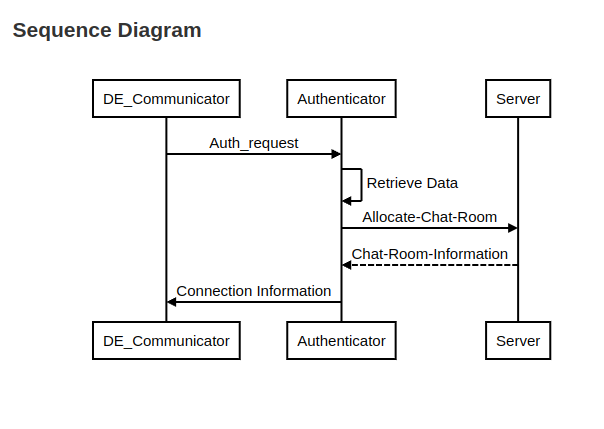 Sequence Diagram
DE_Communicator
Authenticator
Server
Auth_request
Retrieve Data
Allocate-Chat-Room
Chat-Room-Information
Connection Information
DE_Communicator
Authenticator
Server